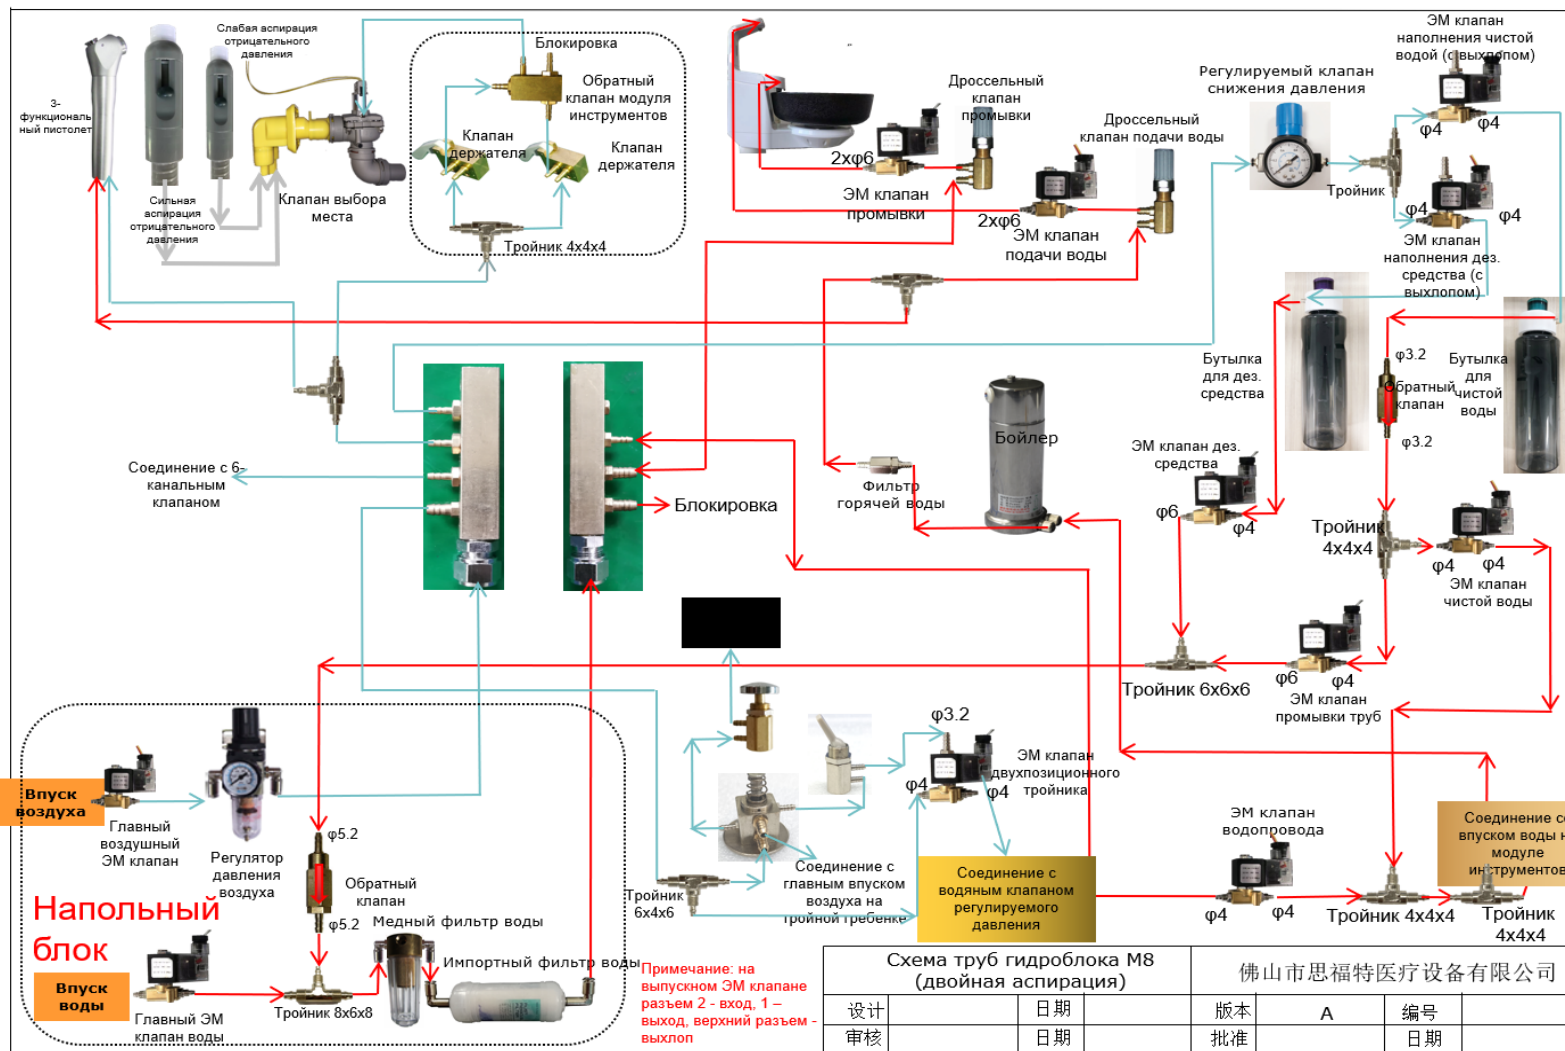 Слабая аспирация
отрицательного
давления
3-
функциональ
ный пистолет
Сильная
аспирация
отрицательного
давления
Клапан выбора
места
Блокировка
Обратный
клапан модуля
инструментов
Клапан
держателя
Клапан
держателя
Тройник 4х4х4
Дроссельный
клапан
промывки
2хφ6
ЭМ клапан
промывки
Дроссельный
клапан подачи воды
2хφ6
ЭМ клапан
подачи воды
Регулируемый клапан
снижения давления
ЭМ клапан
наполнения чистой
водой (с выхлопом)
φ4
φ4
Тройник
φ4
φ4
ЭМ клапан
наполнения дез.
средства (с
выхлопом)
Бутылка
для дез.
средства
φ3.2
Обратный
клапан
φ3.2
Бутылка
для
чистой
воды
Соединение с 6-
канальным
клапаном
Блокировка
Бойлер
Фильтр
горячей воды
ЭМ клапан дез.
средства
φ6
φ4
Тройник
4х4х4
φ4
φ4
ЭМ клапан
чистой воды
Тройник 6х6х6
φ6
φ4
ЭМ клапан
промывки труб
φ3.2
φ4
φ4
ЭМ клапан
двухпозиционного
тройника
Впуск
воздуха
Главный
воздушный
ЭМ клапан
Регулятор
давления
воздуха
φ5.2
Обратный
клапан
φ5.2
Напольный
блок
Медный фильтр воды
Импортный фильтр воды
Впуск
воды
Главный ЭМ
клапан воды
Тройник 8х6х8
Тройник
6х4х6
Соединение с
главным впуском
воздуха на
тройной гребенке
Соединение с
водяным клапаном
регулируемого
давления
ЭМ клапан
водопровода
φ4
φ4
Тройник 4х4х4
Тройник
4х4х4
Соединение со
впуском воды н
модуле
инструментов
Примечание: на
выпускном ЭМ клапане
разъем 2 - вход, 1 –
выход, верхний разъем -
выхлоп
Схема труб гидроблока М8
(двойная аспирация)
佛山市思福特医疗设备有限公司
设计 日期 版本 А 编号
审核 日期 批准 日期